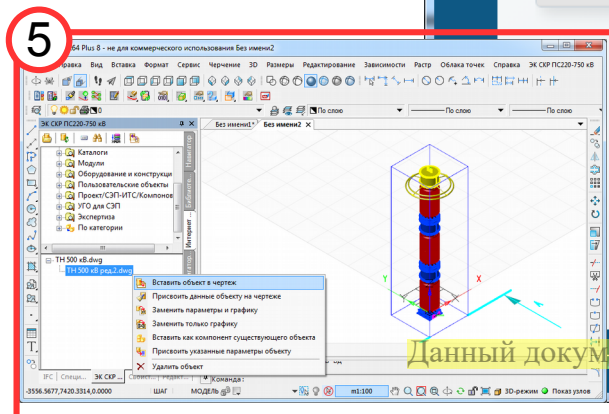 5
64 Plus 8 - не для коммерческого использования Без имени2
Правка Вид Вставка Формат Сервис Черчение 3D Размеры Редактирование Зависимости Растр Облака точек Справка ЭК СКР ПС220-750 кВ
По слою По слою По слою
ЭК СКР ПС220-750 кВ
Без имени1* Без имени2
Каталоги
Модули
Оборудование и конструкци
Пользовательские объекты
Проект/СЭП-ИТС/Компонов
УГО для СЭП
Экспертиза
По категории
Навигатор
Библиоте..
Интернет ...
ТН 500 кВ.dwg
ТН 500 кВ ред.2.dwg
Вставить объект в чертеж
Присвоить данные объекту на чертеже
Заменить параметры и графику
Заменить только графику
Вставить как компонент существующего объекта
Присвоить указанные параметры объекту
Удалить объект
Y
X
Данный докум
IFC Специ... ЭК СКР ...
Команда:
-3556.5677,7420.3314,0.0000 ШАГ МОДЕЛЬ m1:100 3D-режим Показ узлов